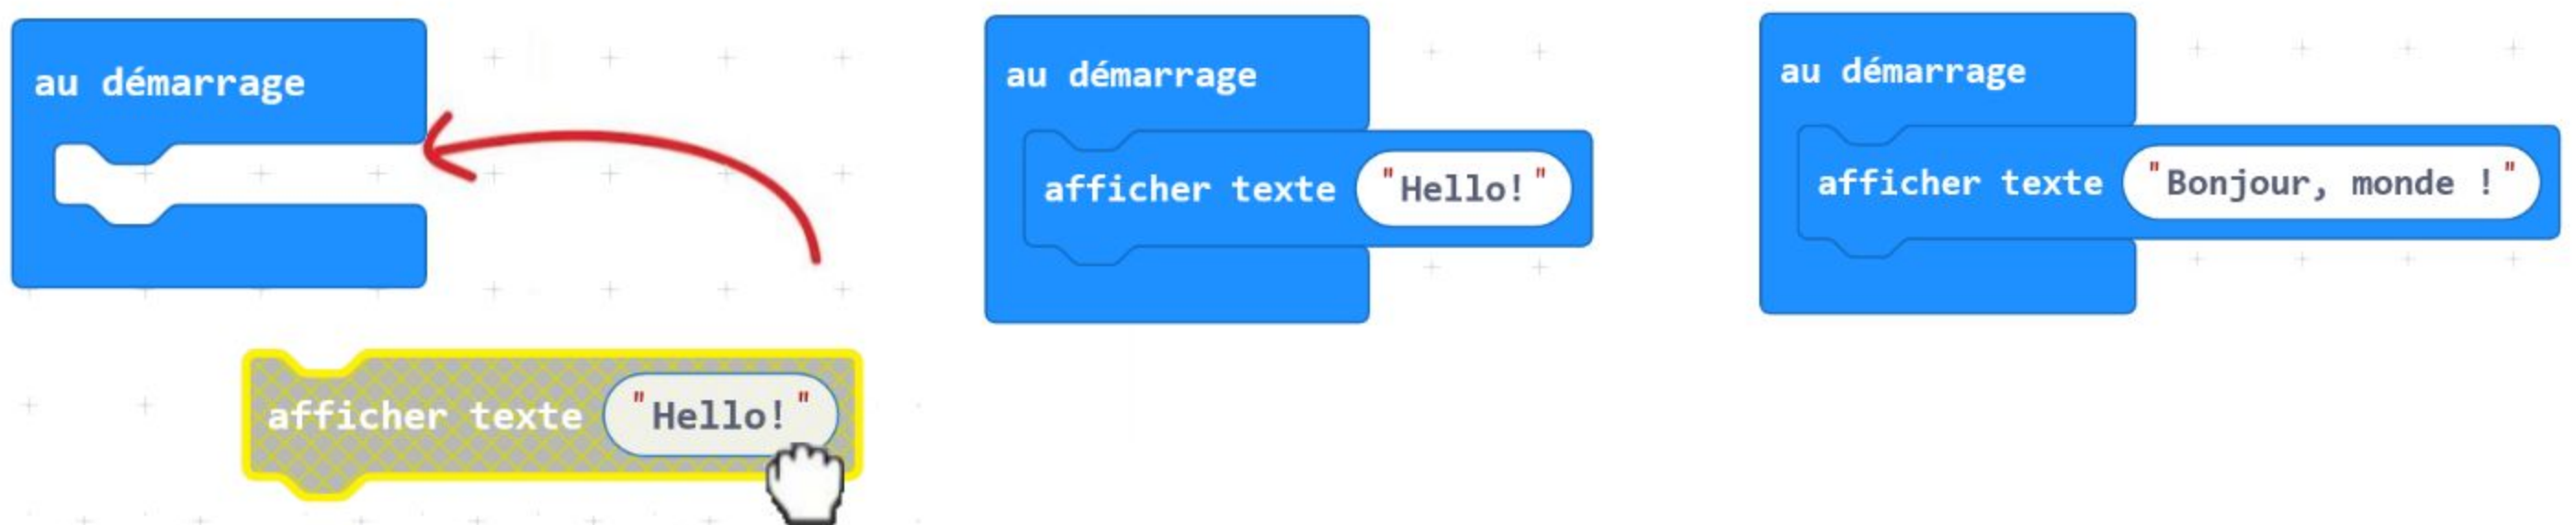 au démarrage
afficher texte "Hello!"
au démarrage
afficher texte "Hello!"
au démarrage
afficher texte "Bonjour, monde !"